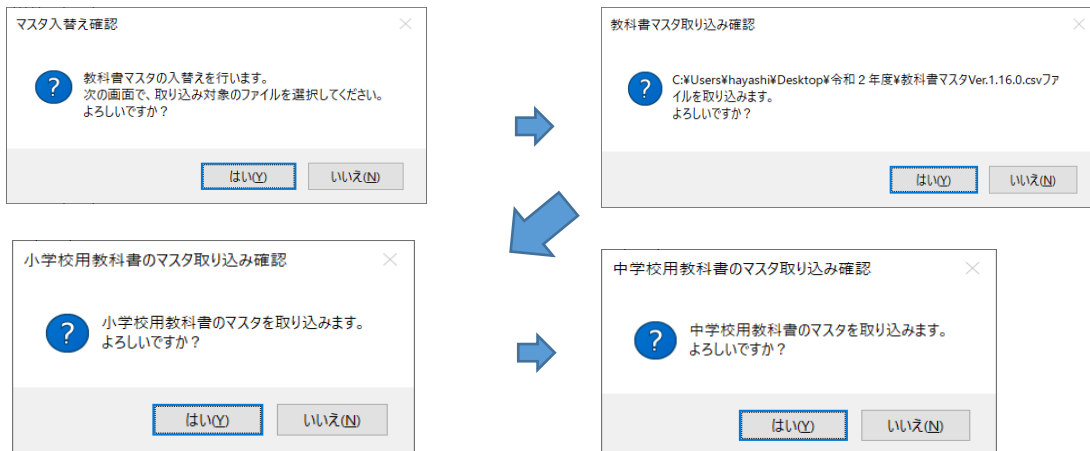 マスタ入替え確認
教科書マスタの入替えを行います。
次の画面で、取り込み対象のファイルを選択してください。
よろしいですか？
はい(Y)
いいえ(N)
教科書マスタ取り込み確認
C:¥Users¥hayashi¥Desktop¥令和２年度¥教科書マスタVer.1.16.0.csvファ
イルを取り込みます。
よろしいですか？
はい(Y)
いいえ(N)
小学校用教科書のマスタ取り込み確認
小学校用教科書のマスタを取り込みます。
よろしいですか？
はい(Y)
いいえ(N)
中学校用教科書のマスタ取り込み確認
中学校用教科書のマスタを取り込みます。
よろしいですか？
はい(Y)
いいえ(N)